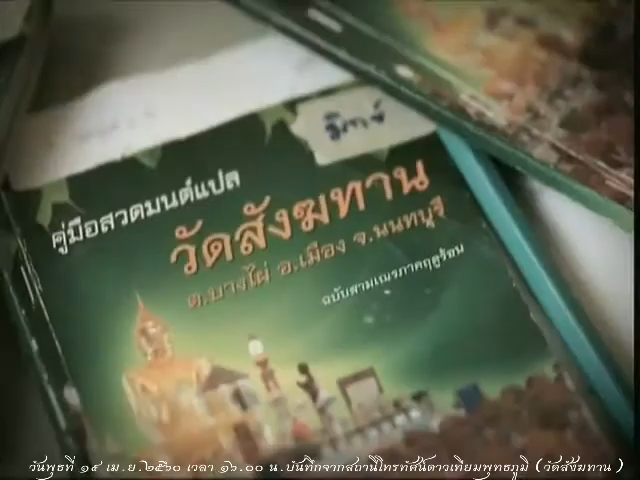 คู่มือสวดมนต์แปล
วัดสังฆทาน
ต.บางไผ่ อ.เมือง จ.นนทบุรี
ฉบับสามเณรภาคฤดูร้อน
วันพุธที่ ๑๙ เม.ย.๒๕๖๐ เวลา ๑๖.๐๐ น.บันทึกจากสถานีโทรทัศน์ดาวเทียมพุทธภูมิ (วัดสังฆทาน )